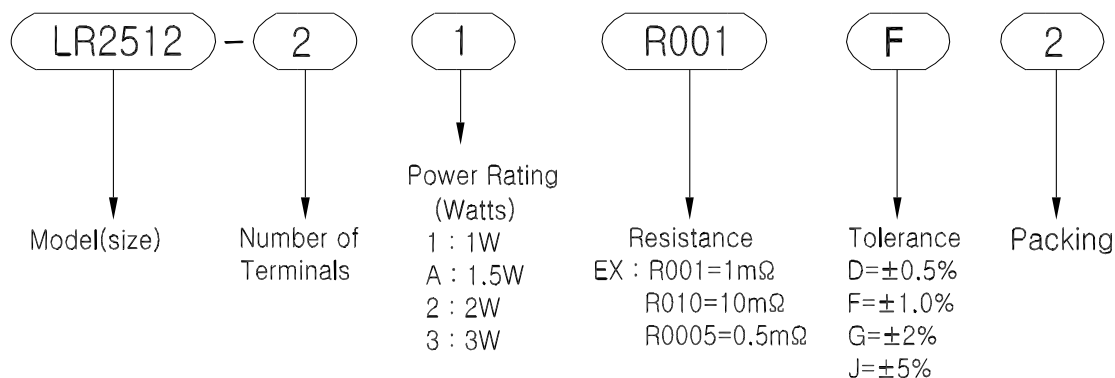 LR2512 - 2 1 R001 F 2
Model(size)
Number of
Terminals
Power Rating
(Watts)
1 : 1W
A : 1.5W
2 : 2W
3 : 3W
Resistance
EX : R001=1mΩ
R010=10mΩ
R0005=0.5mΩ
Tolerance
D=±0.5%
F=±1.0%
G=±2%
J=±5%
Packing